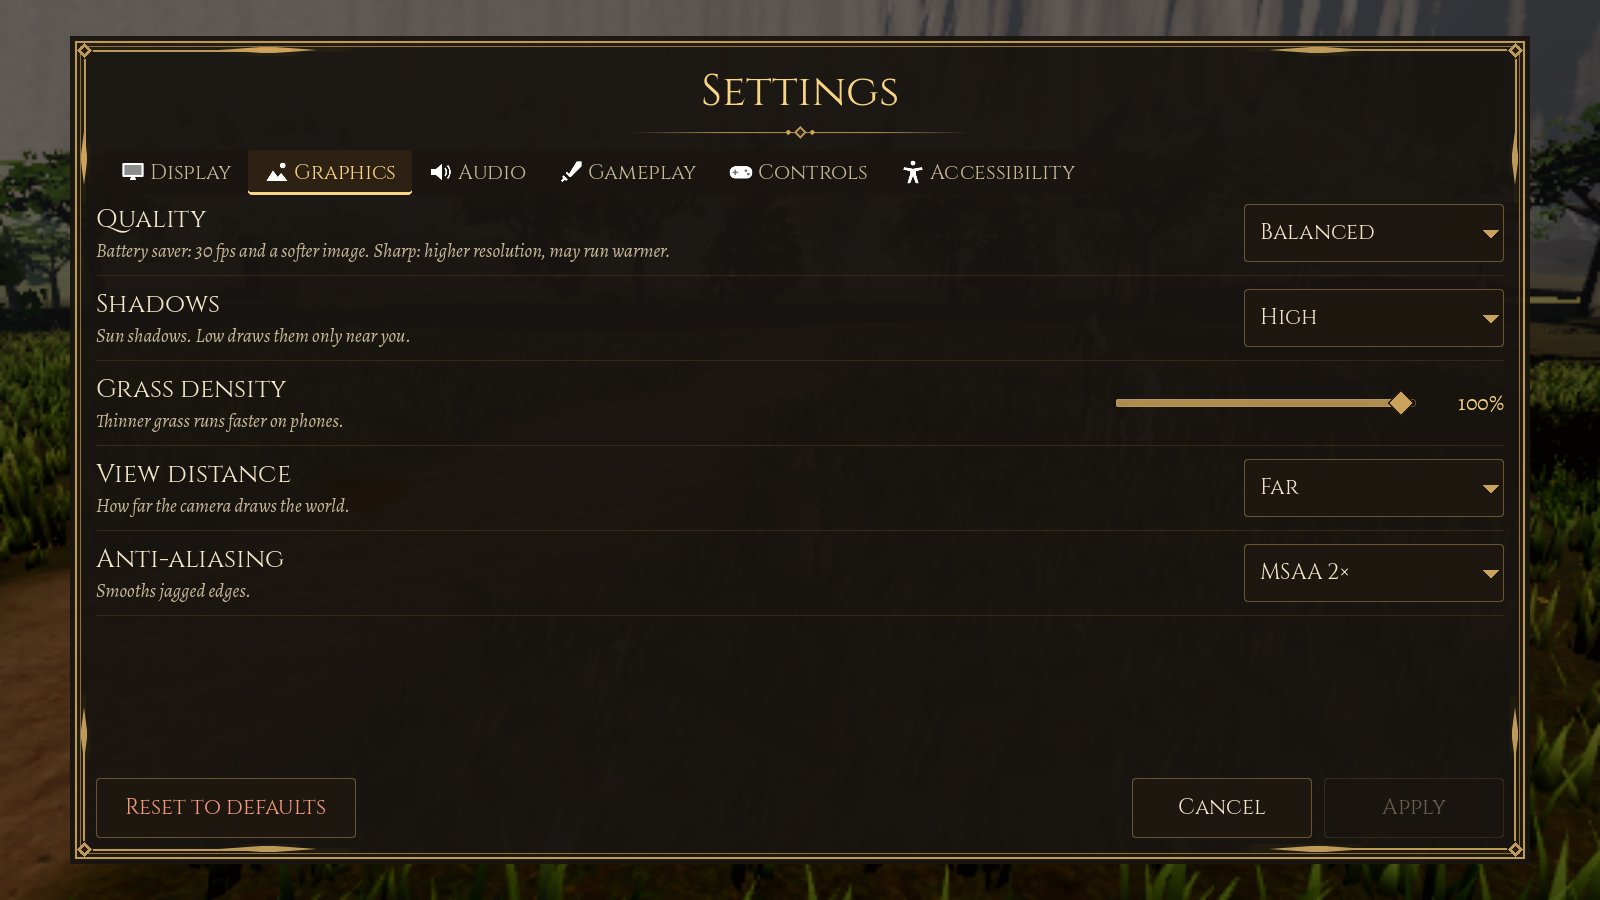 Settings
Display Graphics Audio Gameplay Controls Accessibility
Quality
Battery saver: 30 fps and a softer image. Sharp: higher resolution, may run warmer.
Balanced
Shadows
Sun shadows. Low draws them only near you.
High
Grass density
Thinner grass runs faster on phones.
100%
View distance
How far the camera draws the world.
Far
Anti-aliasing
Smooths jagged edges.
MSAA 2×
Reset to defaults
Cancel
Apply